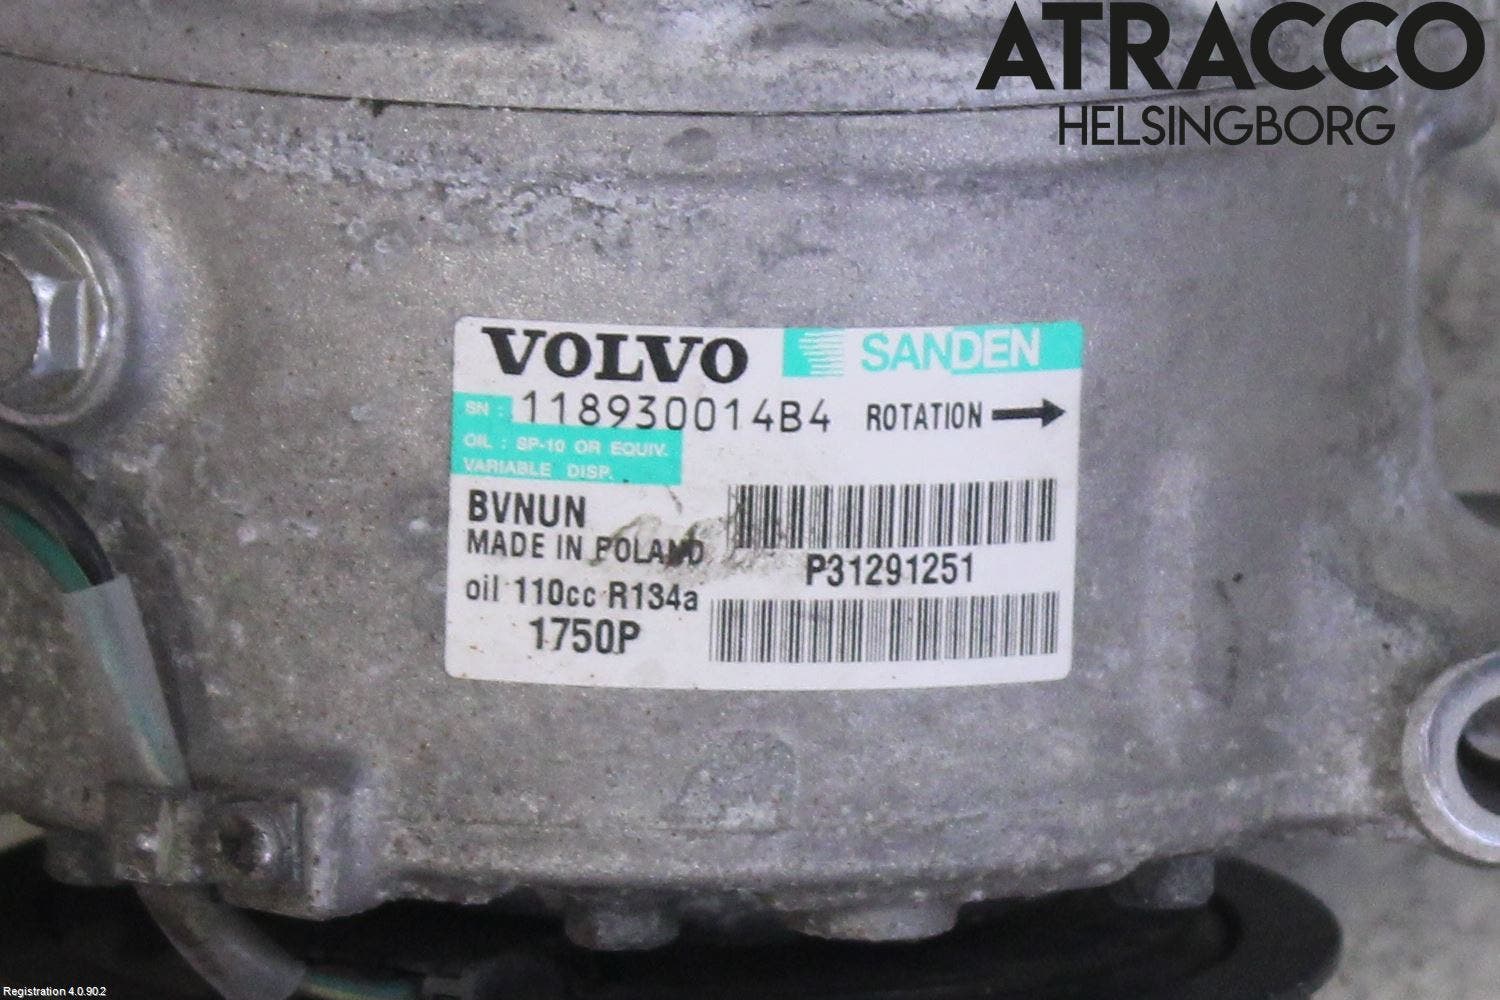 ATRACCO
HELSINGBORG
VOLVO SANDEN
SN : 118930014B4 ROTATION
OIL : SP-10 OR EQUIV.
VARIABLE DISP.
BVNUN
MADE IN POLAND
P31291251
oil 110cc R134a
1750P
Registration 4.0.90.2